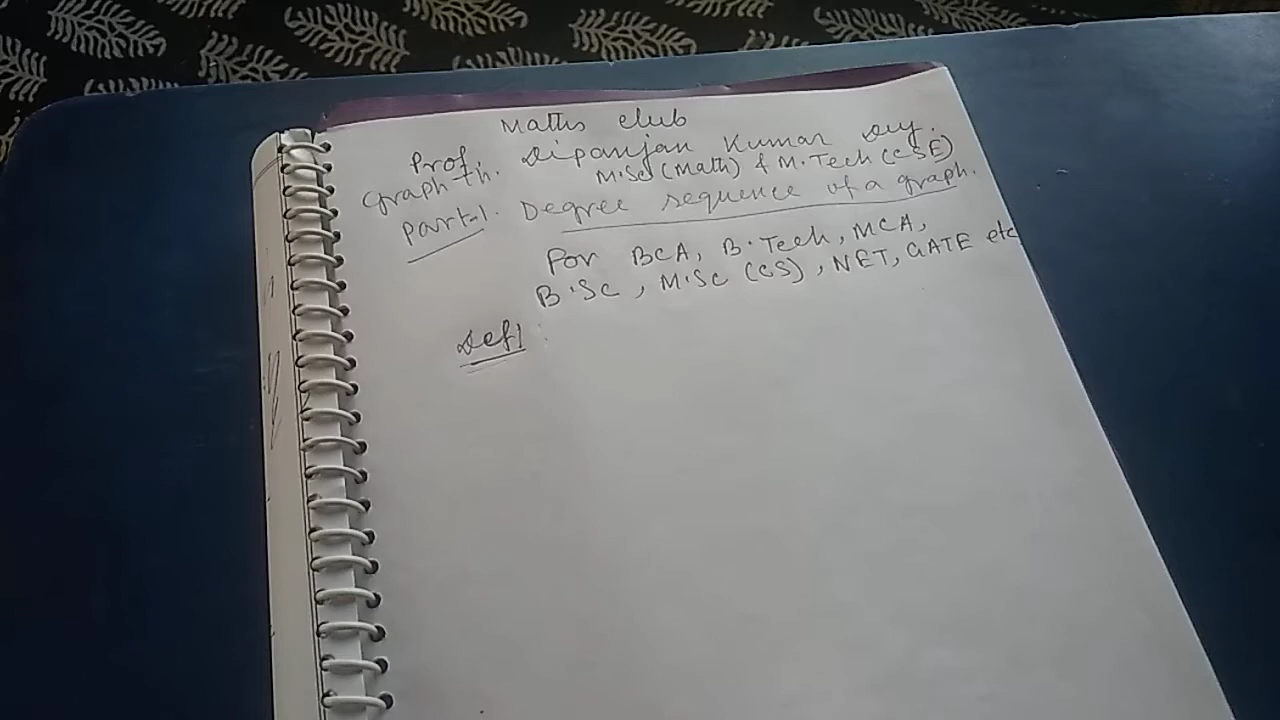 Maths club
Prof. Dipanjan Kumar Dey.
M.Sc (Math) & M.Tech (CSE)
Graph Th.
Part-1. Degree sequence of a graph.
For BCA, B.Tech, MCA,
B.Sc, M.Sc (CS), NET, GATE etc
Def1 :